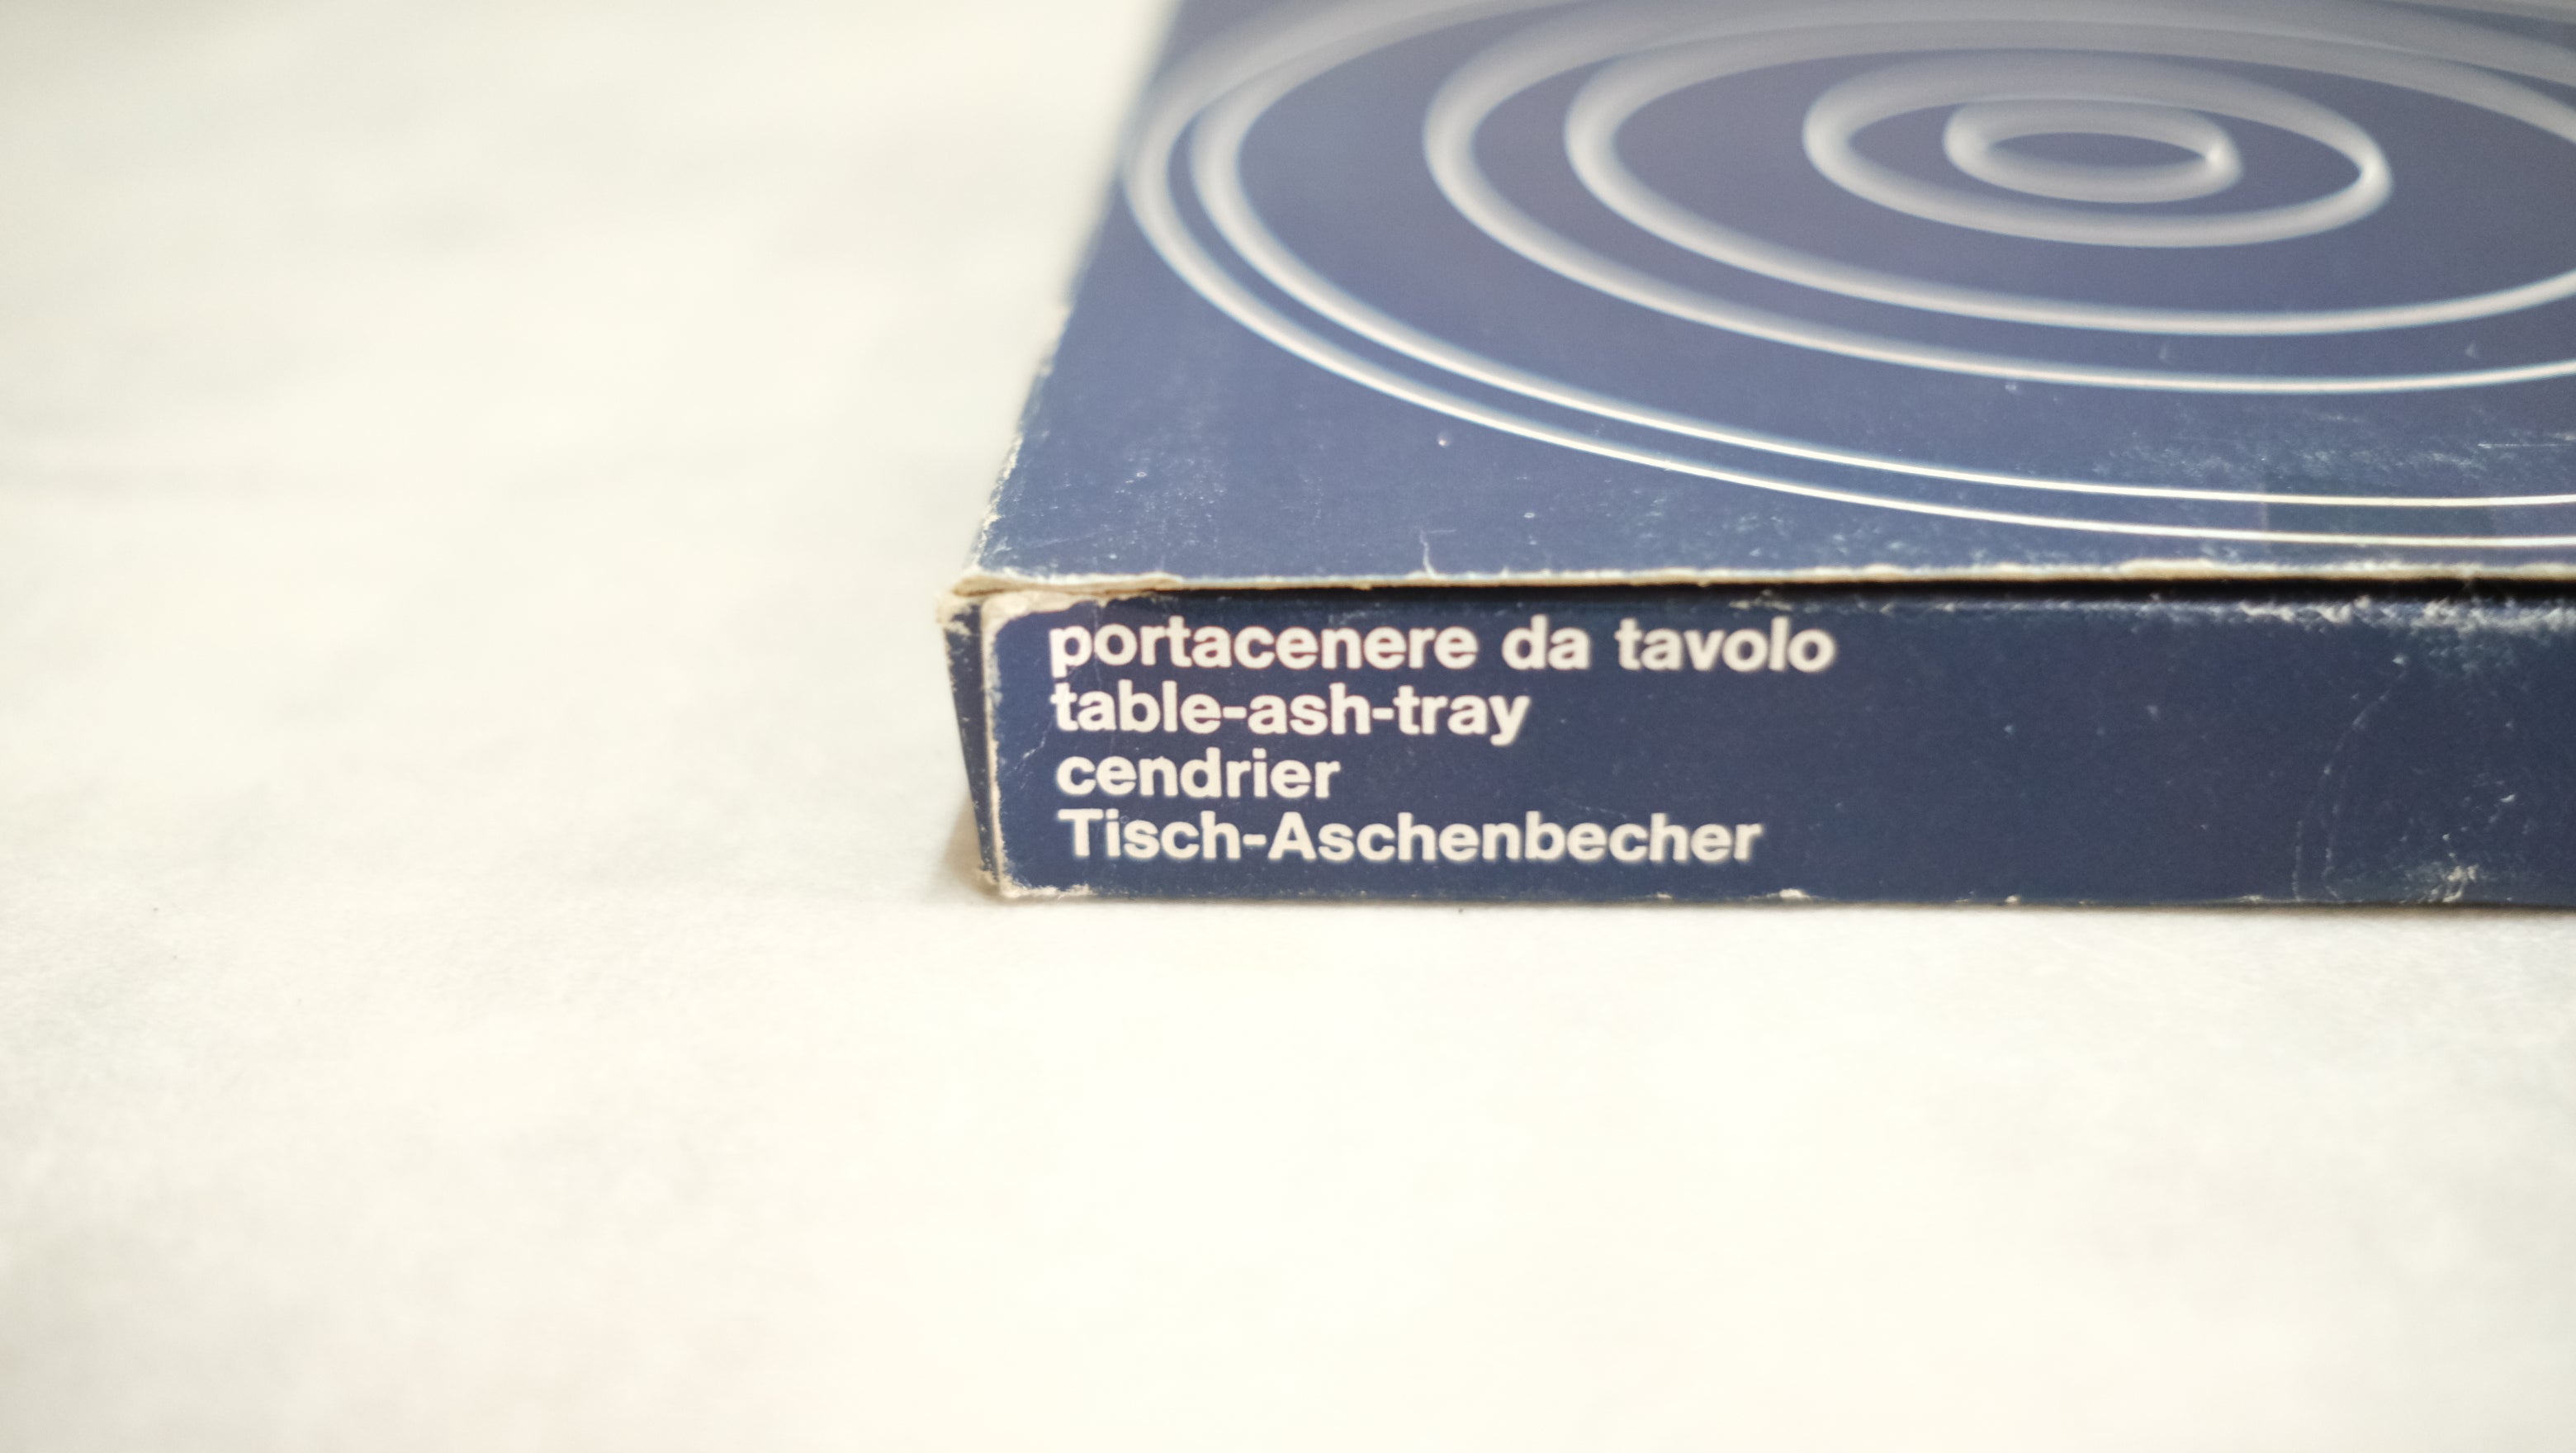 portacenere da tavolo
table-ash-tray
cendrier
Tisch-Aschenbecher